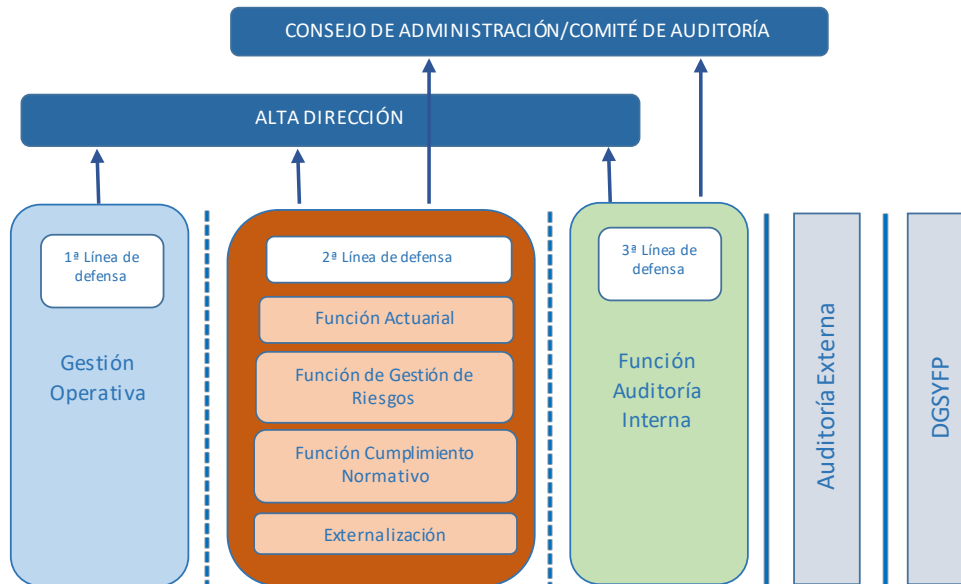 CONSEJO DE ADMINISTRACIÓN/COMITÉ DE AUDITORÍA
ALTA DIRECCIÓN
1ª Línea de
defensa
Gestión
Operativa
2ª Línea de defensa
Función Actuarial
Función de Gestión de
Riesgos
Función Cumplimiento
Normativo
Externalización
3ª Línea de
defensa
Función
Auditoría
Interna
Auditoría Externa
DGSYFP